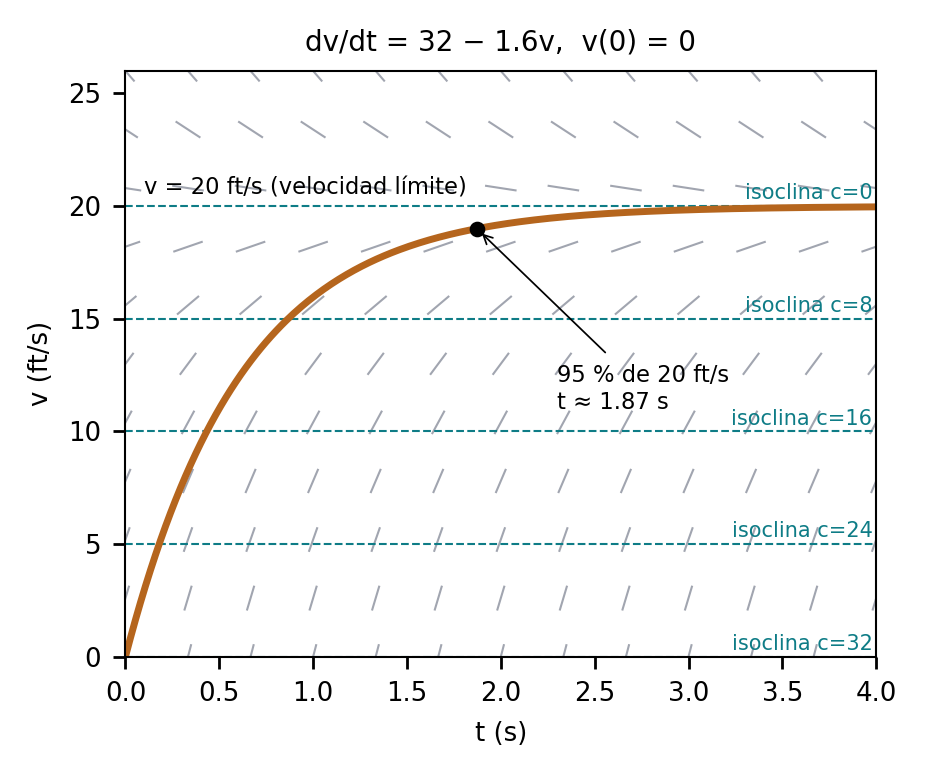 dv/dt = 32 − 1.6v,  v(0) = 0
v (ft/s)
25
20
15
10
5
0
v = 20 ft/s (velocidad límite)
isoclina c=0
isoclina c=8
95 % de 20 ft/s
t ≈ 1.87 s
isoclina c=16
isoclina c=24
isoclina c=32
0.0 0.5 1.0 1.5 2.0 2.5 3.0 3.5 4.0
t (s)